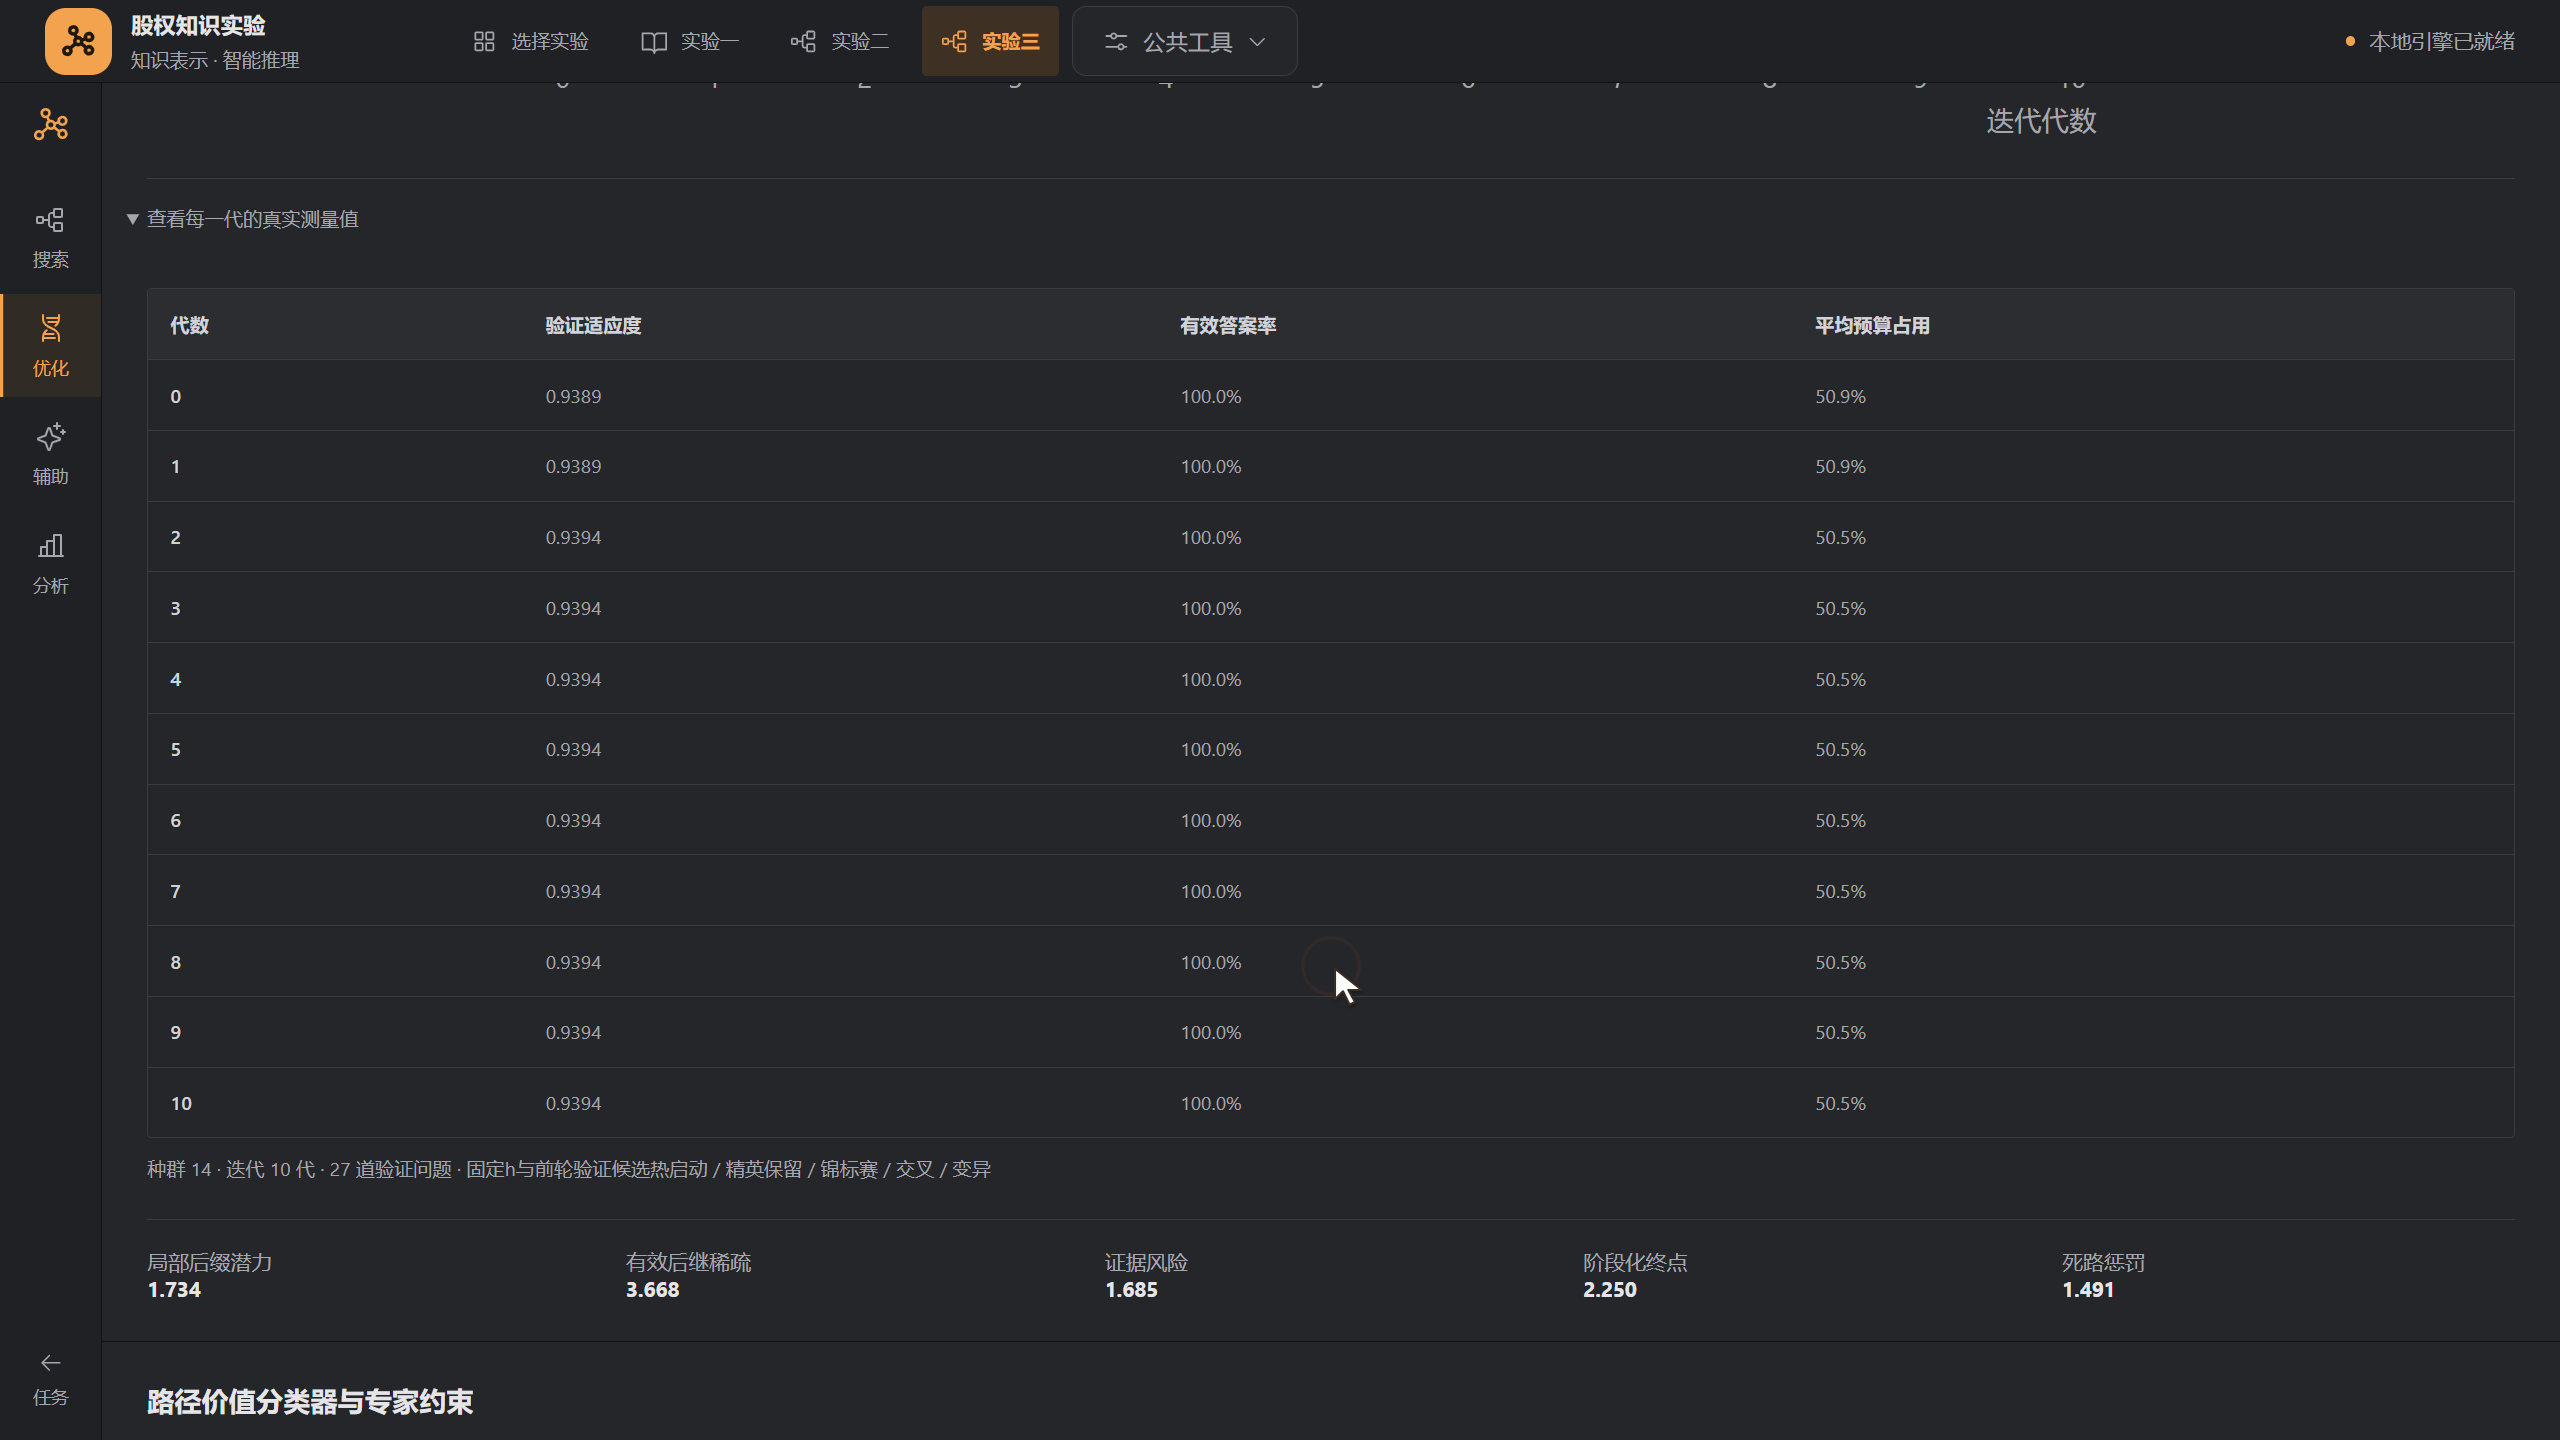 股权知识实验
知识表示 · 智能推理
选择实验
实验一
实验二
实验三
公共工具
本地引擎已就绪
搜索
优化
辅助
分析
任务
迭代代数
查看每一代的真实测量值
代数 验证适应度 有效答案率 平均预算占用
0 0.9389 100.0% 50.9%
1 0.9389 100.0% 50.9%
2 0.9394 100.0% 50.5%
3 0.9394 100.0% 50.5%
4 0.9394 100.0% 50.5%
5 0.9394 100.0% 50.5%
6 0.9394 100.0% 50.5%
7 0.9394 100.0% 50.5%
8 0.9394 100.0% 50.5%
9 0.9394 100.0% 50.5%
10 0.9394 100.0% 50.5%
种群 14 · 迭代 10 代 · 27 道验证问题 · 固定h与前轮验证候选热启动 / 精英保留 / 锦标赛 / 交叉 / 变异
局部后缀潜力 有效后继稀疏 证据风险 阶段化终点 死路惩罚
1.734 3.668 1.685 2.250 1.491
路径价值分类器与专家约束